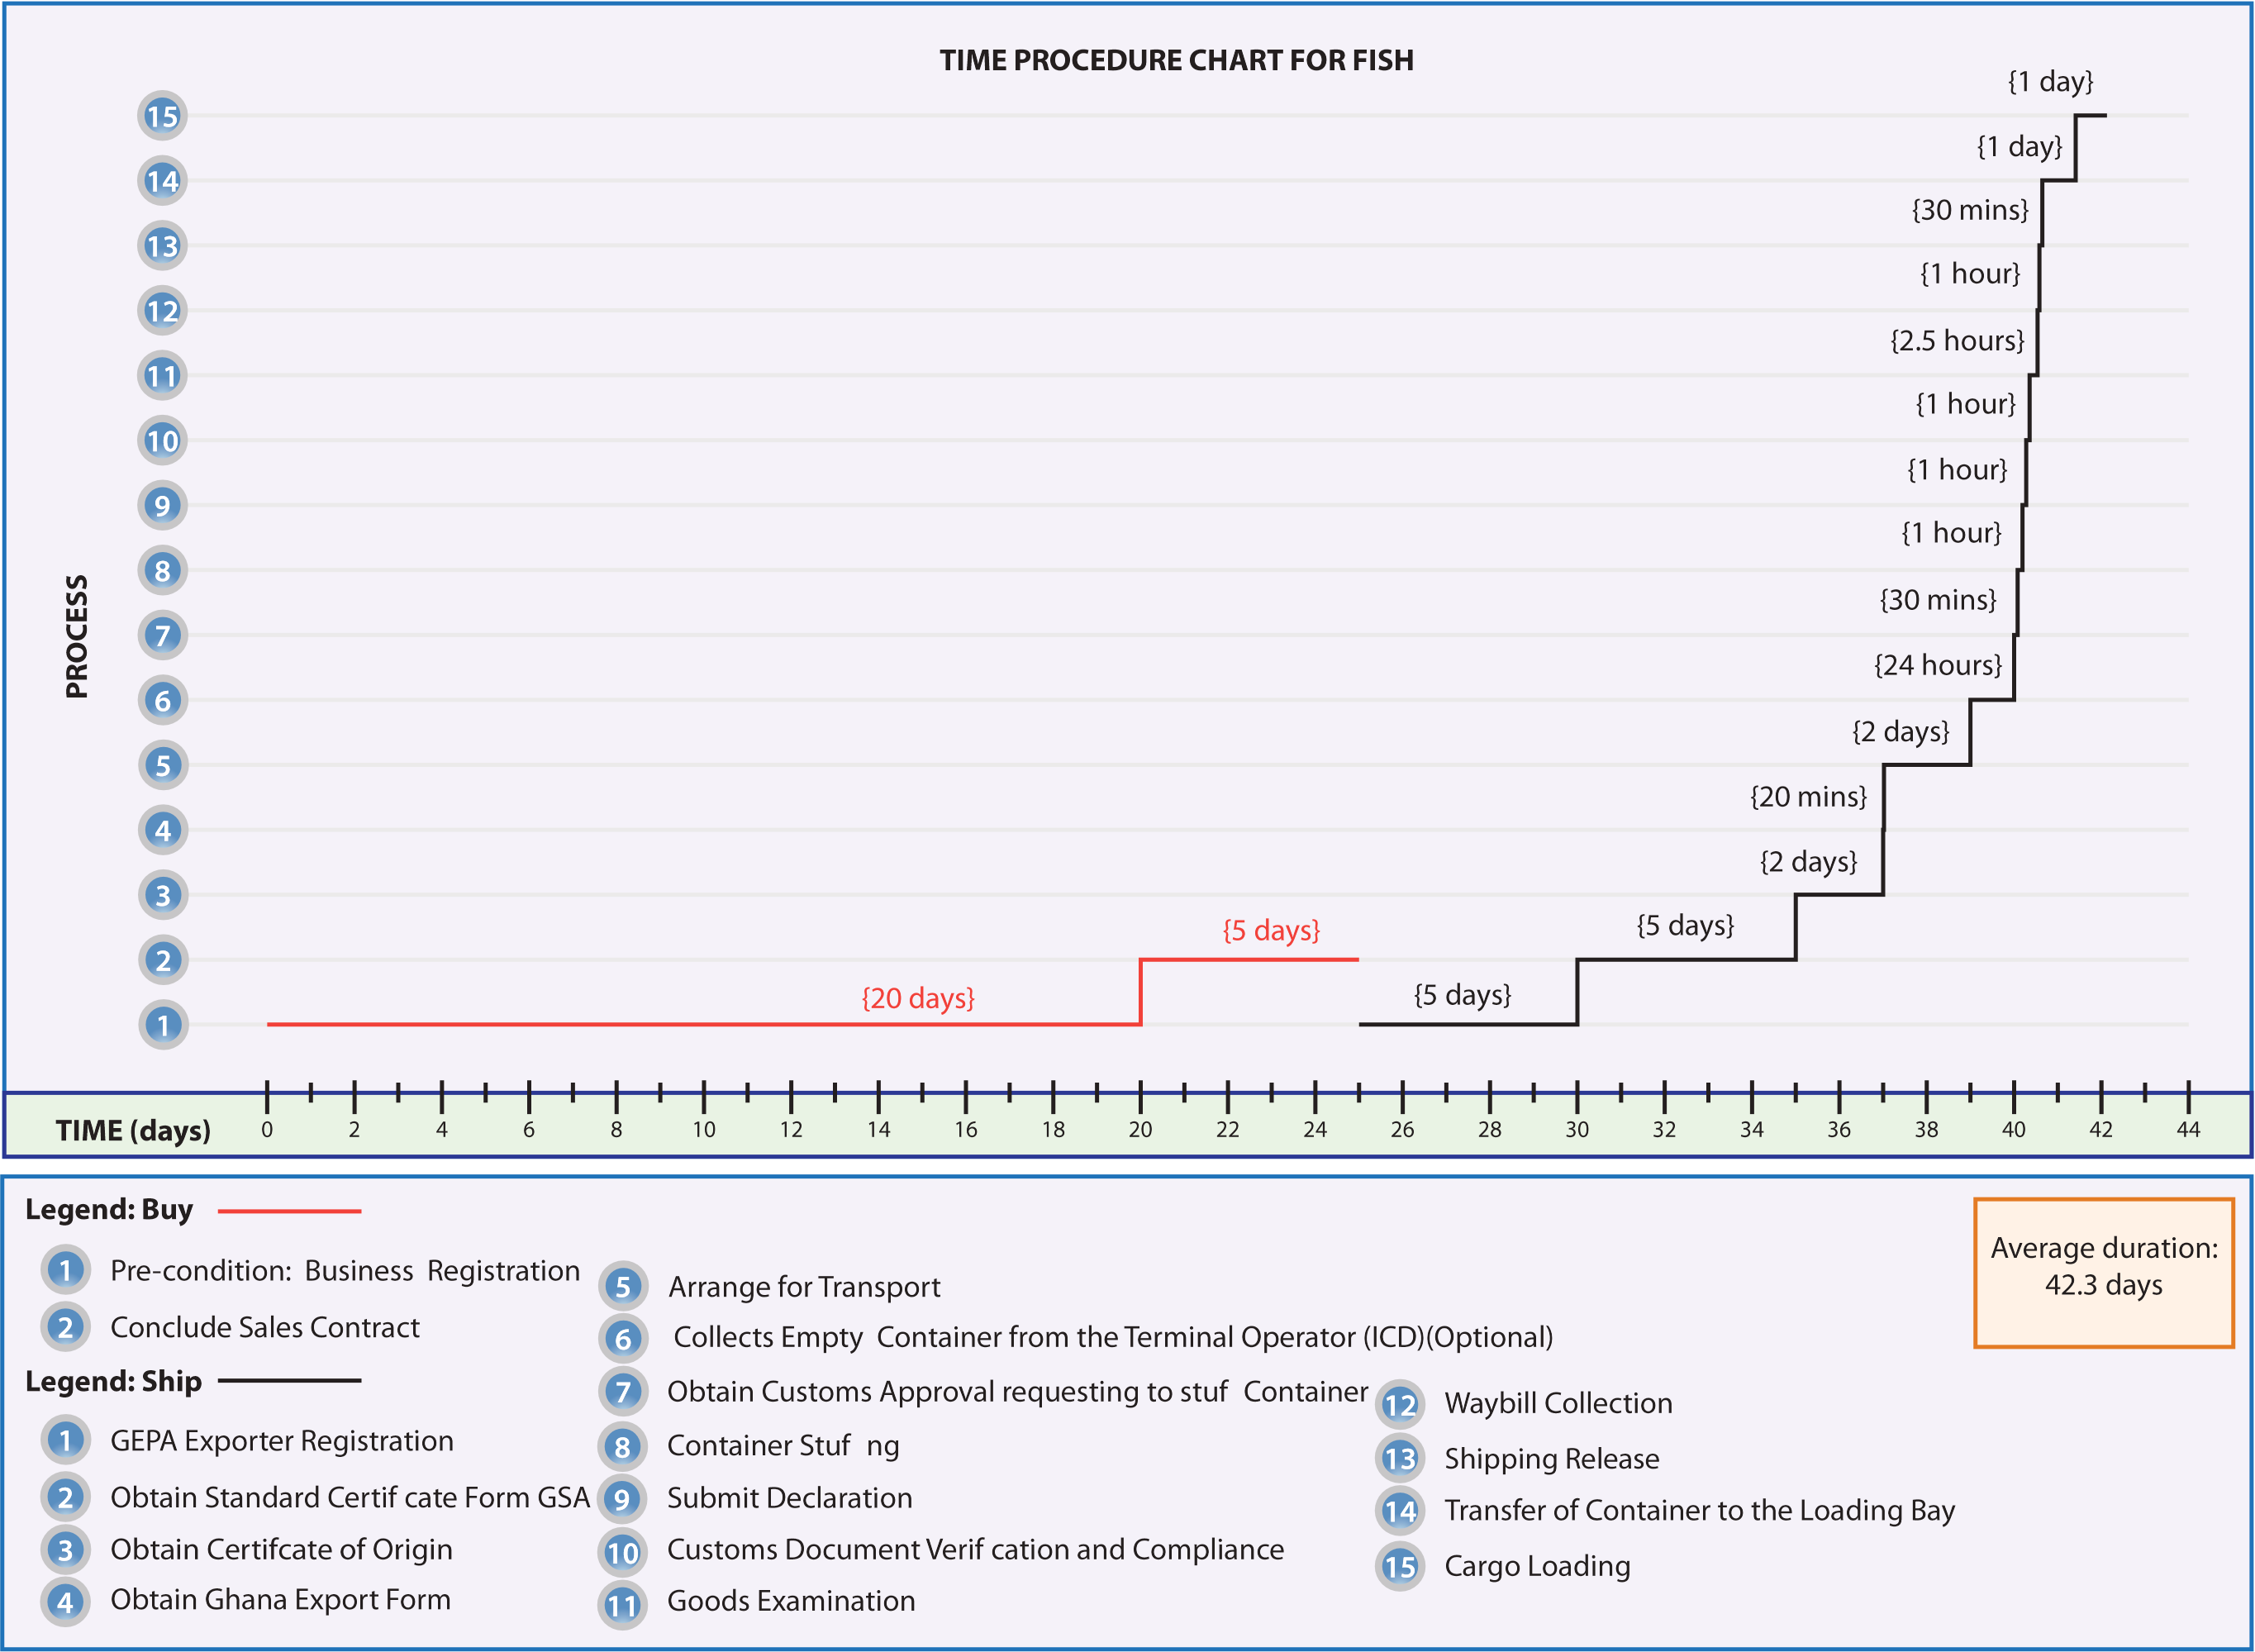 TIME PROCEDURE CHART FOR FISH
{1 day}
15
{1 day}
14
{30 mins}
13
{1 hour}
12
{2.5 hours}
11
{1 hour}
10
{1 hour}
9
{1 hour}
8
{30 mins}
7
{24 hours}
6
{2 days}
5
{20 mins}
4
{2 days}
3
{5 days} {5 days}
2
{20 days} {5 days}
1
PROCESS
TIME (days) 0 2 4 6 8 10 12 14 16 18 20 22 24 26 28 30 32 34 36 38 40 42 44
Legend: Buy
1 Pre-condition: Business Registration
2 Conclude Sales Contract
Legend: Ship
1 GEPA Exporter Registration
2 Obtain Standard Certif cate Form GSA
3 Obtain Certifcate of Origin
4 Obtain Ghana Export Form
5 Arrange for Transport
6 Collects Empty Container from the Terminal Operator (ICD)(Optional)
7 Obtain Customs Approval requesting to stuf Container
8 Container Stuf ng
9 Submit Declaration
10 Customs Document Verif cation and Compliance
11 Goods Examination
12 Waybill Collection
13 Shipping Release
14 Transfer of Container to the Loading Bay
15 Cargo Loading
Average duration:
42.3 days